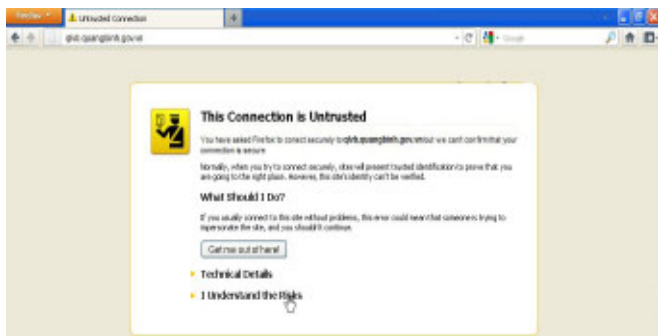 Firefox
Untrusted Connection
qlvb.quangbinh.gov.vn
Google
This Connection is Untrusted
You have asked Firefox to connect securely to qlvb.quangbinh.gov.vn but we can't confirm that your
connection is secure.
Normally, when you try to connect securely, sites will present trusted identification to prove that you
are going to the right place. However, this site's identity can't be verified.
What Should I Do?
If you usually connect to this site without problems, this error could mean that someone is trying to
impersonate the site, and you shouldn't continue.
Get me out of here!
Technical Details
I Understand the Risks